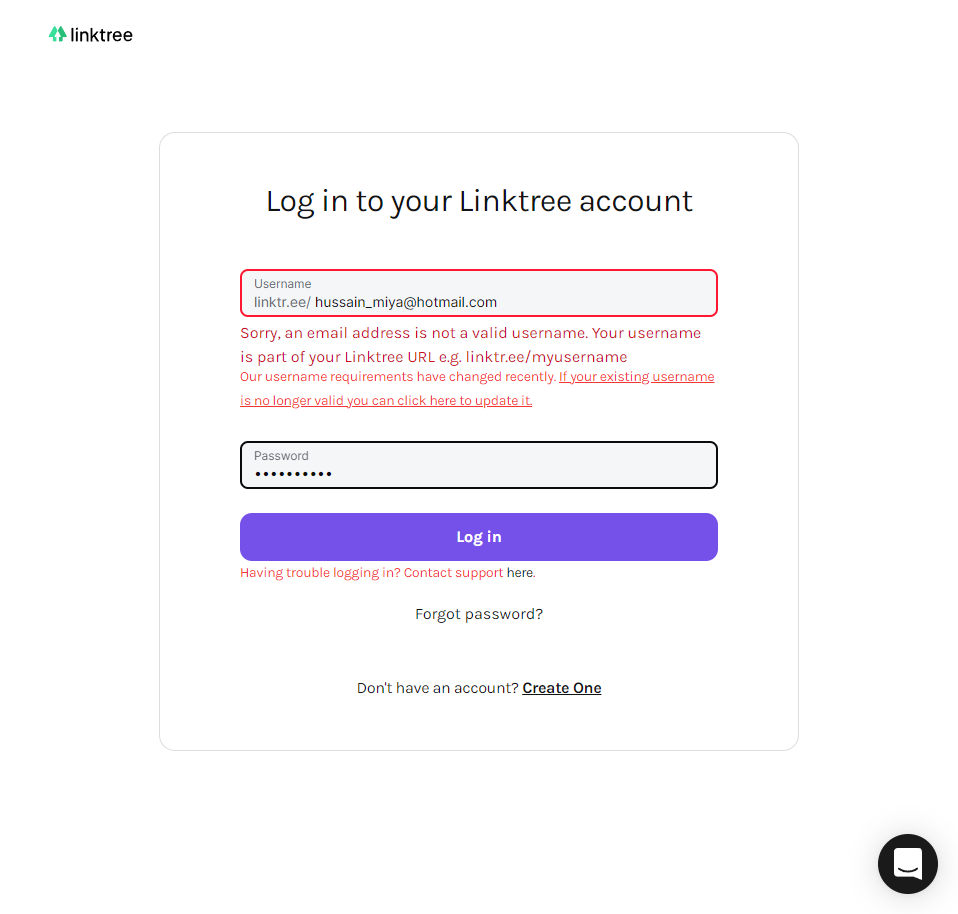 linktree
Log in to your Linktree account
Username
linktr.ee/ hussain_miya@hotmail.com
Sorry, an email address is not a valid username. Your username
is part of your Linktree URL e.g. linktr.ee/myusername
Our username requirements have changed recently. If your existing username
is no longer valid you can click here to update it.
Password
••••••••••
Log in
Having trouble logging in? Contact support here.
Forgot password?
Don't have an account? Create One